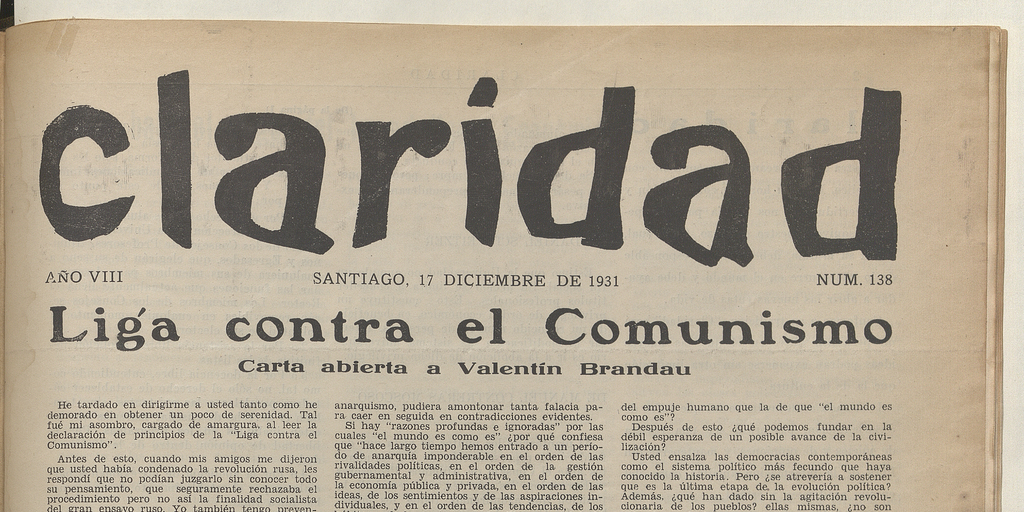 claridad
AÑO VIII
SANTIAGO, 17 DICIEMBRE DE 1931
NUM. 138
Liga contra el Comunismo
Carta abierta a Valentín Brandau
He tardado en dirigirme a usted tanto como he
demorado en obtener un poco de serenidad. Tal
fué mi asombro, cargado de amargura, al leer la
declaración de principios de la "Liga contra el
Comunismo".
Antes de esto, cuando mis amigos me dijeron
que usted había condenado la revolución rusa, les
respondí que no podían juzgarlo sin conocer todo
su pensamiento, que seguramente rechazaba el
procedimiento pero no así la finalidad socialista
del gran ensayo ruso. Yo también tengo preven-
anarquismo, pudiera amontonar tanta falacia pa-
ra caer en seguida en contradicciones evidentes.
Si hay "razones profundas e ignoradas" por las
cuales "el mundo es como es" ¿por qué confiesa
que "hace largo tiempo hemos entrado a un perío-
do de anarquía imponderable en el orden de las
rivalidades políticas, en el orden de la gestión
gubernamental y administrativa, en el orden de
la economía pública y privada, en el orden de las
ideas, de los sentimientos y de las aspiraciones in-
dividuales, y en el orden de las tendencias, de los
del empuje humano que la de que "el mundo es
como es"?
Después de esto ¿qué podemos fundar en la
débil esperanza de un posible avance de la civi-
lización?
Usted ensalza las democracias contemporáneas
como el sistema político más fecundo que haya
conocido la historia. Pero ¿se atrevería a sostener
que es la última etapa de la evolución política?
Además, ¿qué han dado sin la agitación revolu-
cionaria de los pueblos? ellas mismas, ¿no son